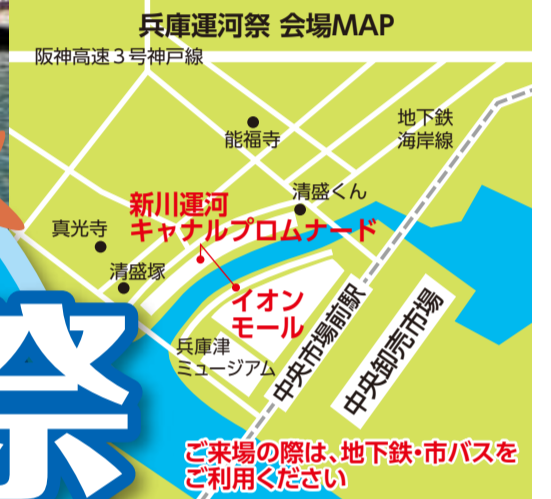 兵庫運河祭 会場MAP
阪神高速3号神戸線
地下鉄
海岸線
能福寺
清盛くん
新川運河
キャナルプロムナード
真光寺
清盛塚
イオン
モール
兵庫津
ミュージアム
中央市場前駅
中央卸売市場
祭
ご来場の際は、地下鉄・市バスを
ご利用ください